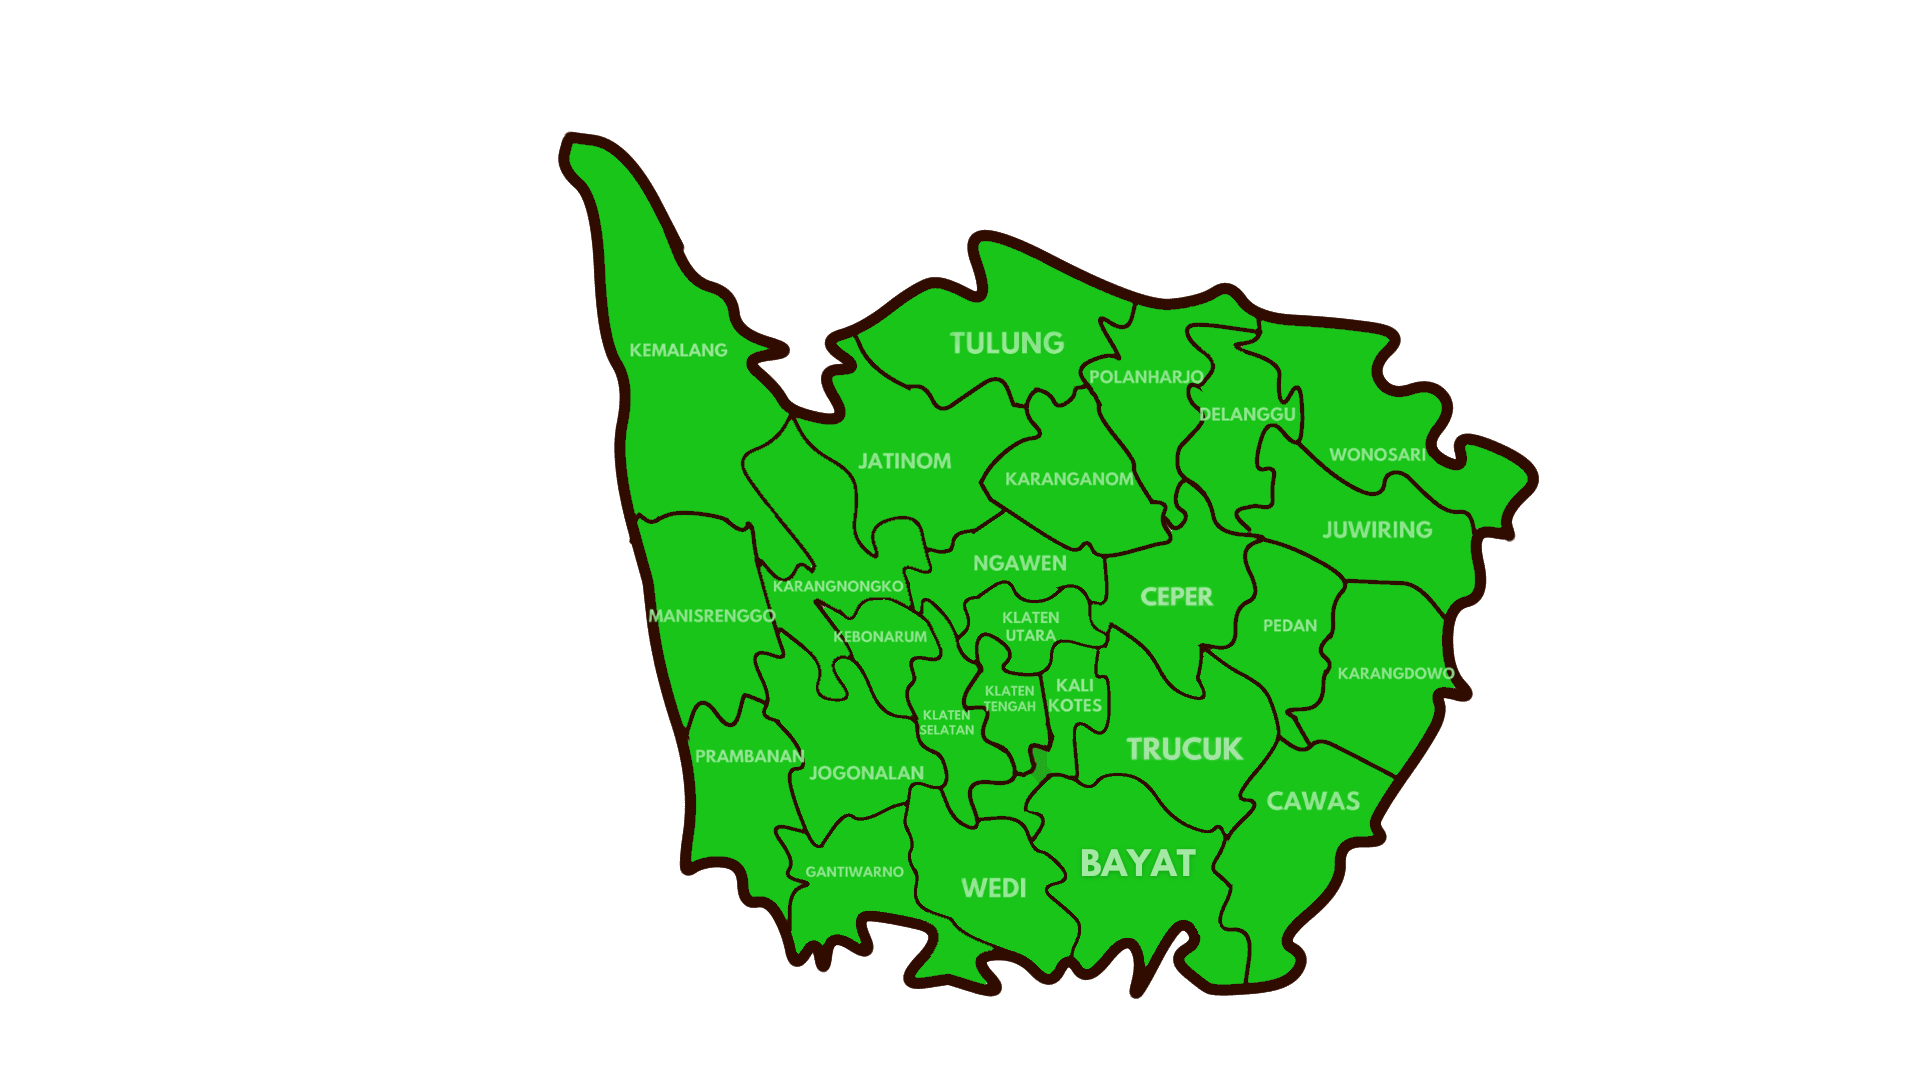 TULUNG
KEMALANG
POLANHARJO
DELANGGU
WONOSARI
JATINOM
KARANGANOM
JUWIRING
NGAWEN
KARANGNONGKO
CEPER
MANISRENGGO
KLATEN
UTARA
PEDAN
KEBONARUM
KARANGDOWO
KALI
KOTES
KLATEN
TENGAH
KLATEN
SELATAN
TRUCUK
PRAMBANAN
JOGONALAN
CAWAS
BAYAT
GANTIWARNO
WEDI